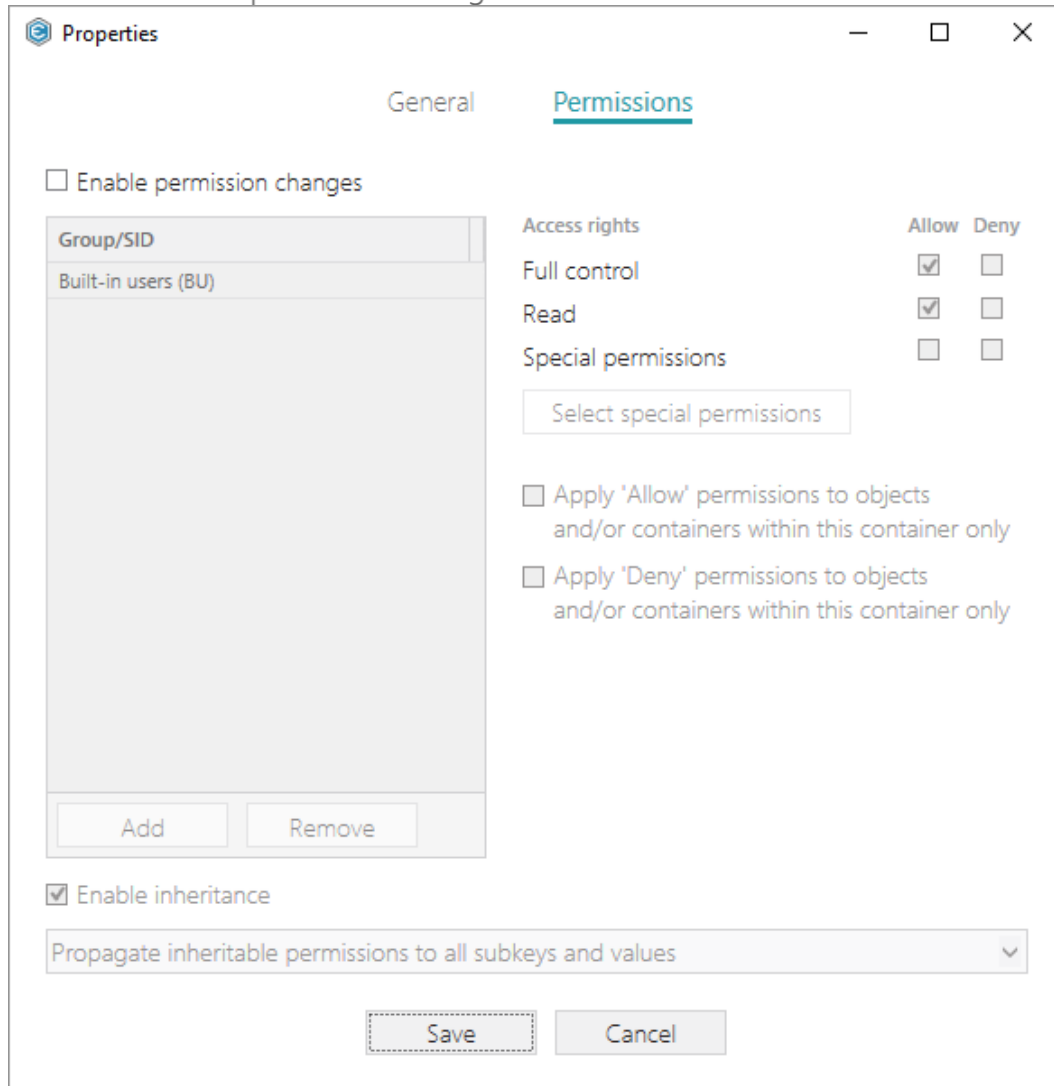 Properties
General Permissions
Enable permission changes
Group/SID
Built-in users (BU)
Add Remove
Access rights Allow Deny
Full control
Read
Special permissions
Select special permissions
Apply 'Allow' permissions to objects
and/or containers within this container only
Apply 'Deny' permissions to objects
and/or containers within this container only
Enable inheritance
Propagate inheritable permissions to all subkeys and values
Save Cancel